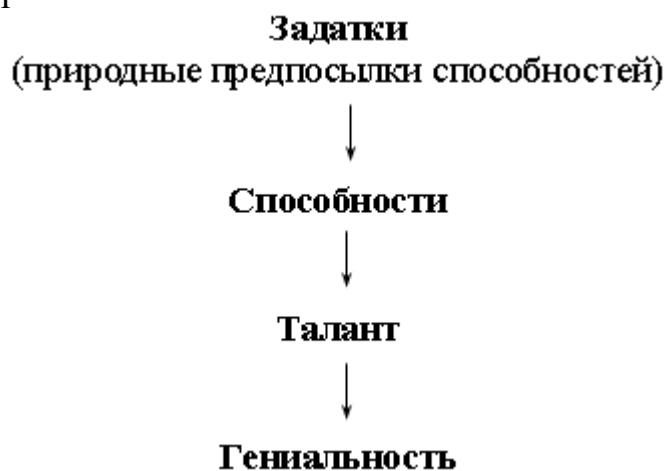 Задатки
(природные предпосылки способностей)
Способности
Талант
Гениальность